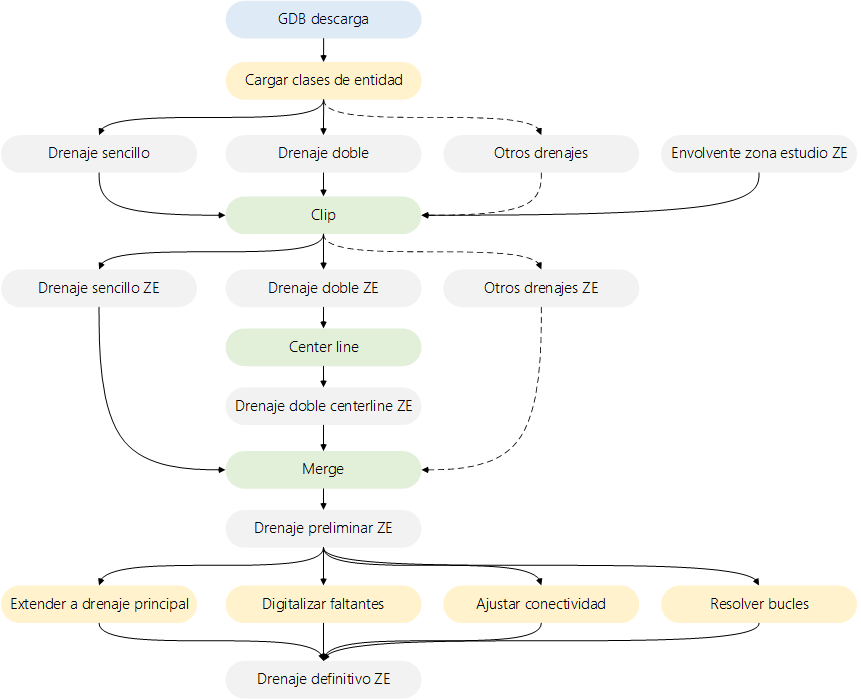 GDB descarga
Cargar clases de entidad
Drenaje sencillo
Drenaje doble
Otros drenajes
Envolvente zona estudio ZE
Clip
Drenaje sencillo ZE
Drenaje doble ZE
Otros drenajes ZE
Center line
Drenaje doble centerline ZE
Merge
Drenaje preliminar ZE
Extender a drenaje principal
Digitalizar faltantes
Ajustar conectividad
Resolver bucles
Drenaje definitivo ZE